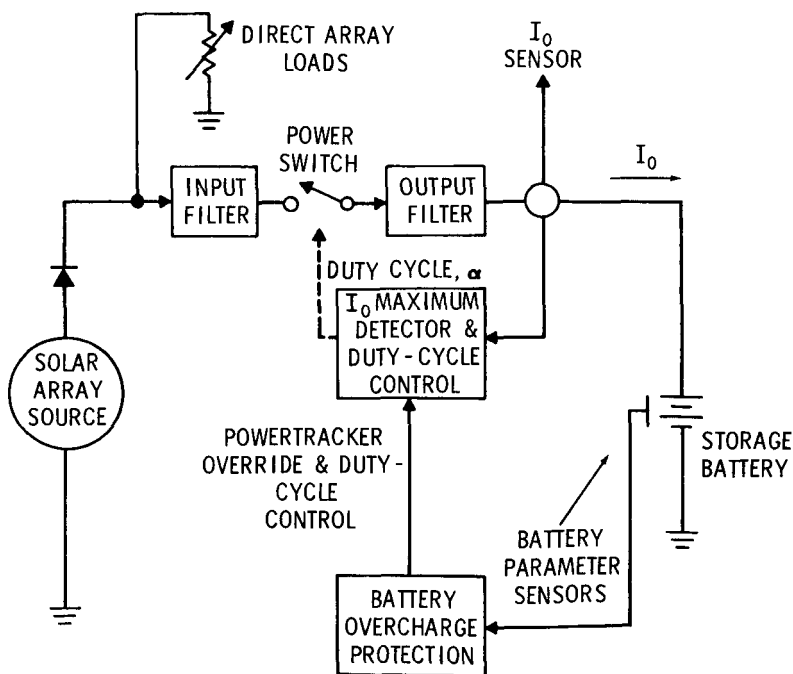 DIRECT ARRAY
LOADS
I₀
SENSOR
POWER
SWITCH
I₀
INPUT
FILTER
OUTPUT
FILTER
DUTY CYCLE, α
I₀ MAXIMUM
DETECTOR &
DUTY-CYCLE
CONTROL
SOLAR
ARRAY
SOURCE
POWERTRACKER
OVERRIDE & DUTY-
CYCLE
CONTROL
STORAGE
BATTERY
BATTERY
PARAMETER
SENSORS
BATTERY
OVERCHARGE
PROTECTION